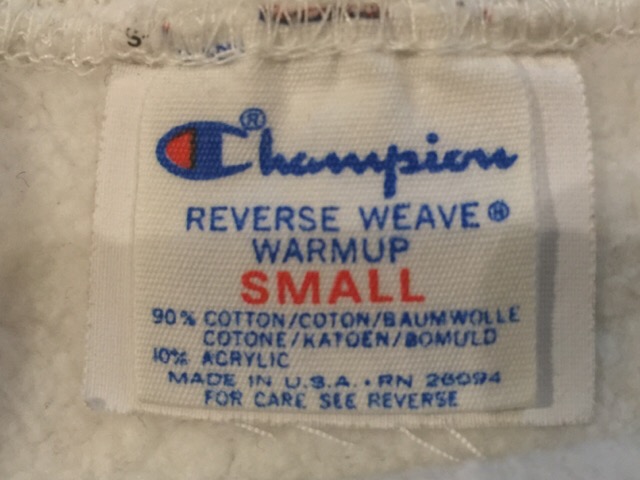 Champion®
REVERSE WEAVE®
WARMUP
SMALL
90% COTTON/COTON/BAUMWOLLE
COTONE/KATOEN/BOMULD
10% ACRYLIC
MADE IN U.S.A. • RN 26094
FOR CARE SEE REVERSE